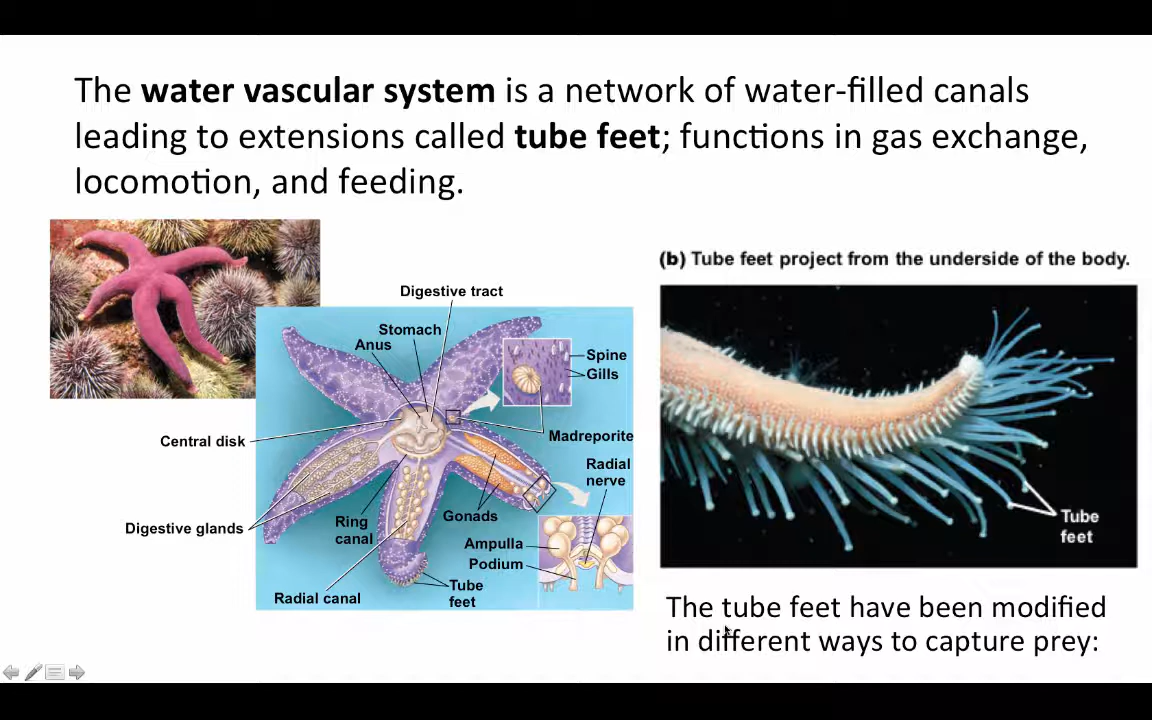 The water vascular system is a network of water-filled canals
leading to extensions called tube feet; functions in gas exchange,
locomotion, and feeding.
(b) Tube feet project from the underside of the body.
Digestive tract
Stomach
Anus
Spine
Gills
Central disk
Madreporite
Radial
nerve
Digestive glands
Ring
canal
Gonads
Ampulla
Podium
Tube
feet
Radial canal
Tube
feet
The tube feet have been modified
in different ways to capture prey: